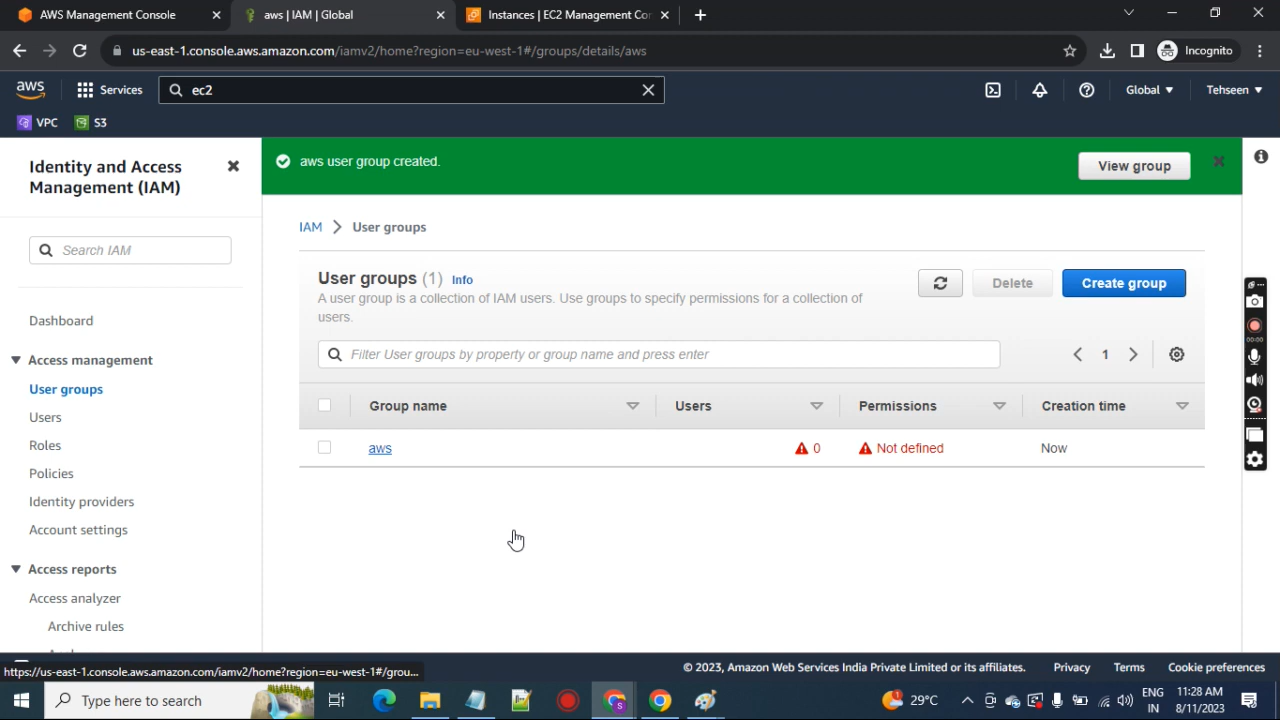 AWS Management Console
aws | IAM | Global
Instances | EC2 Management Cor
us-east-1.console.aws.amazon.com/iamv2/home?region=eu-west-1#/groups/details/aws
Incognito
aws
Services
ec2
Global
Tehseen
VPC
S3
Identity and Access
Management (IAM)
Search IAM
Dashboard
Access management
User groups
Users
Roles
Policies
Identity providers
Account settings
Access reports
Access analyzer
Archive rules
aws user group created.
View group
IAM > User groups
User groups (1) Info
A user group is a collection of IAM users. Use groups to specify permissions for a collection of
users.
Delete
Create group
Filter User groups by property or group name and press enter
1
Group name
Users
Permissions
Creation time
aws
0
Not defined
Now
00:00
https://us-east-1.console.aws.amazon.com/iamv2/home?region=eu-west-1#/grou...
© 2023, Amazon Web Services India Private Limited or its affiliates.
Privacy
Terms
Cookie preferences
Type here to search
29°C
ENG
IN
11:28 AM
8/11/2023